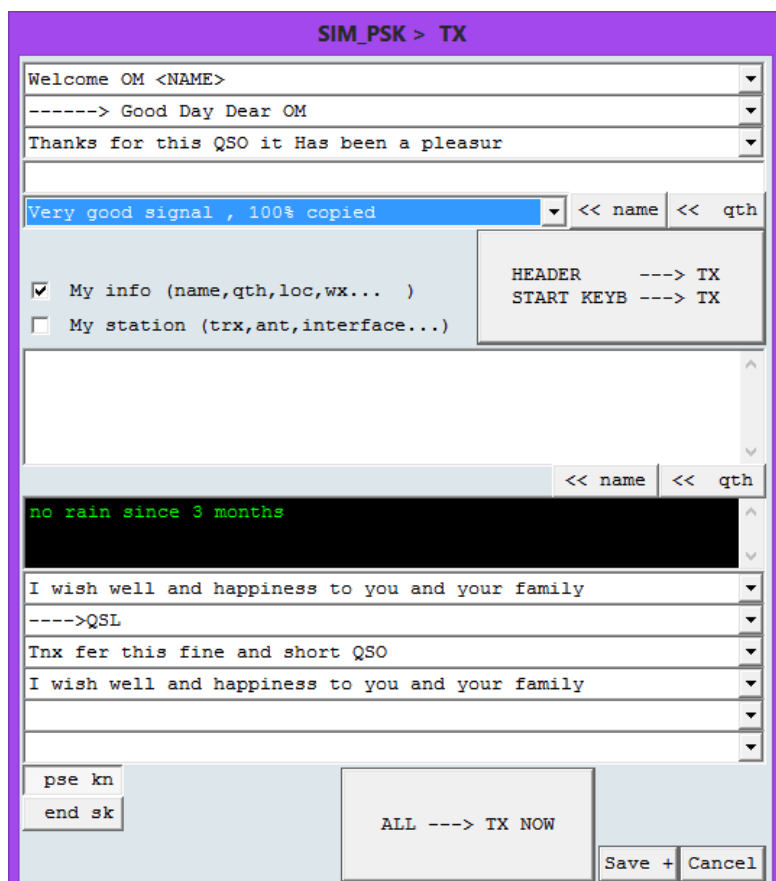 SIM_PSK > TX
Welcome OM <NAME>
------> Good Day Dear OM
Thanks for this QSO it Has been a pleasur
Very good signal , 100% copied
<< name
<< qth
HEADER ---> TX
START KEYB ---> TX
My info (name,qth,loc,wx... )
My station (trx,ant,interface...)
<< name
<< qth
no rain since 3 months
I wish well and happiness to you and your family
---->QSL
Tnx fer this fine and short QSO
I wish well and happiness to you and your family
pse kn
end sk
ALL ---> TX NOW
Save +
Cancel